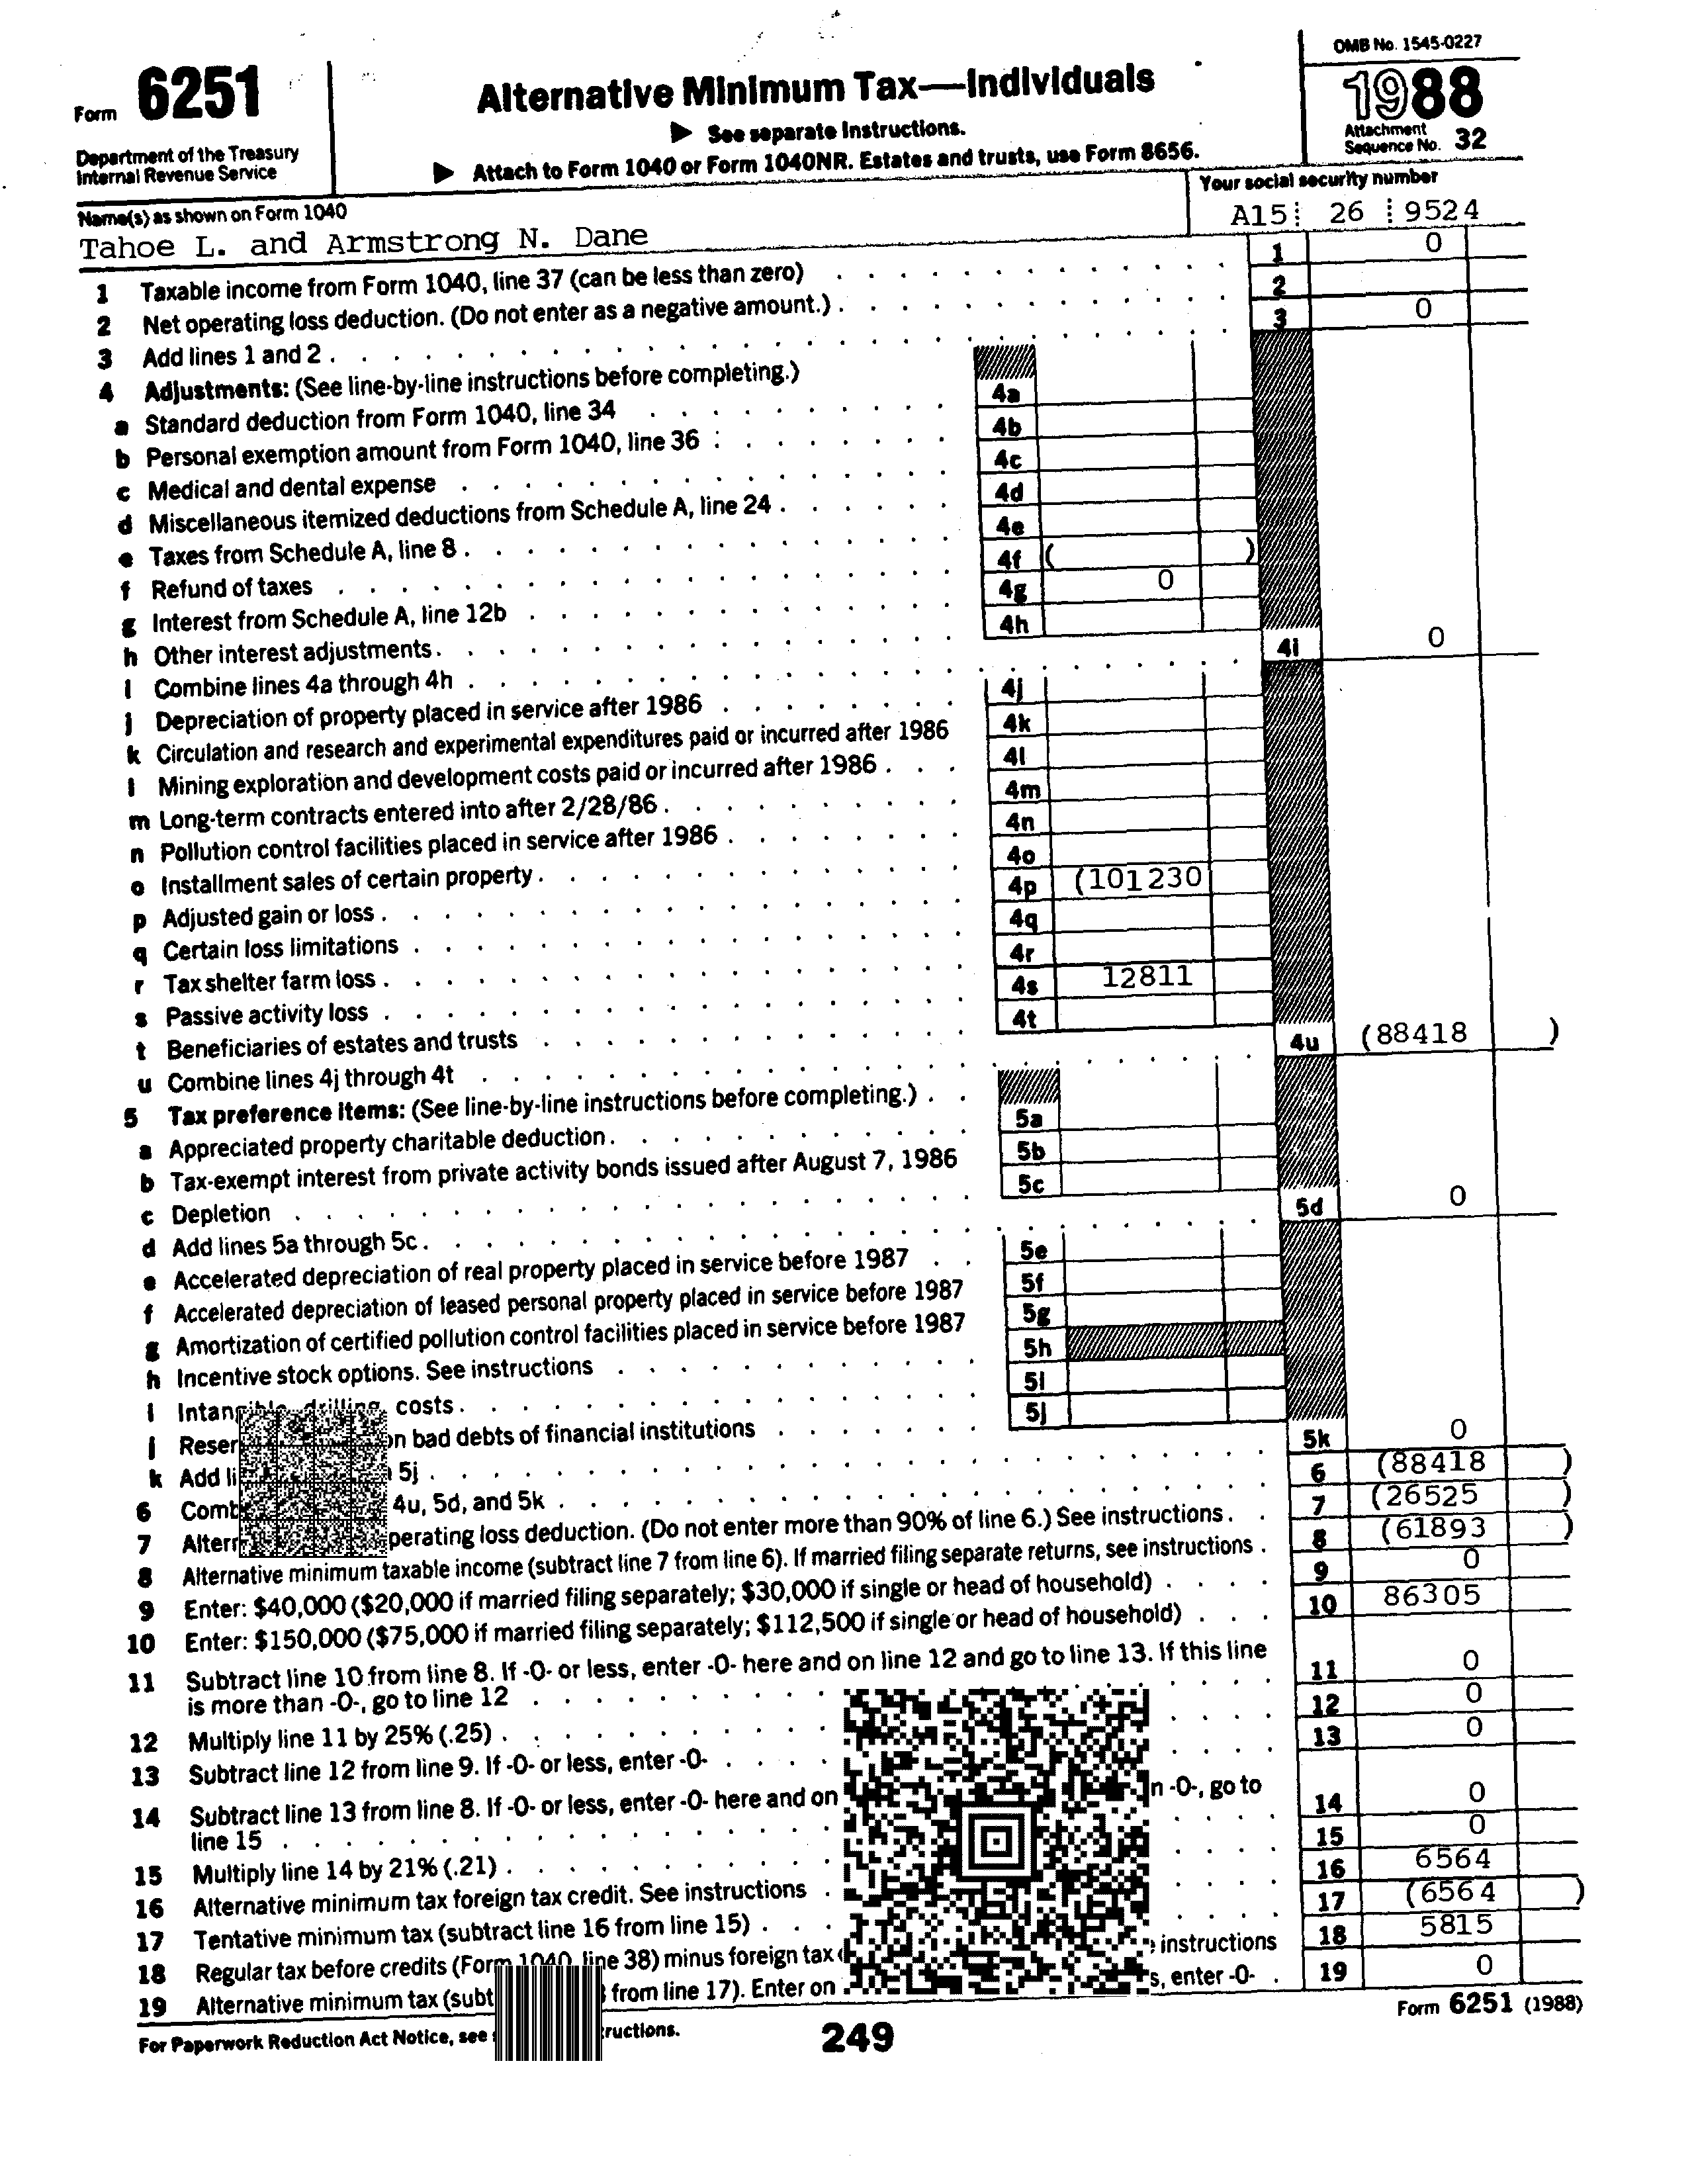 OMB No. 1545-0227
Form 6251
Alternative Minimum Tax—Individuals
1988
▶ See separate Instructions.
Attachment
Sequence No. 32
Department of the Treasury
Internal Revenue Service
▶ Attach to Form 1040 or Form 1040NR. Estates and trusts, use Form 8656.
Name(s) as shown on Form 1040
Your social security number
Tahoe L. and Armstrong N. Dane
A15 26 9524
1 Taxable income from Form 1040, line 37 (can be less than zero) 1 0
2 Net operating loss deduction. (Do not enter as a negative amount.) 2
3 Add lines 1 and 2 3 0
4 Adjustments: (See line-by-line instructions before completing.)
a Standard deduction from Form 1040, line 34 4a
b Personal exemption amount from Form 1040, line 36 4b
c Medical and dental expense 4c
d Miscellaneous itemized deductions from Schedule A, line 24 4d
e Taxes from Schedule A, line 8 4e
f Refund of taxes 4f ( )
g Interest from Schedule A, line 12b 4g 0
h Other interest adjustments 4h
i Combine lines 4a through 4h 4i 0
j Depreciation of property placed in service after 1986 4j
k Circulation and research and experimental expenditures paid or incurred after 1986 4k
l Mining exploration and development costs paid or incurred after 1986 4l
m Long-term contracts entered into after 2/28/86 4m
n Pollution control facilities placed in service after 1986 4n
o Installment sales of certain property 4o
p Adjusted gain or loss 4p (101230
q Certain loss limitations 4q
r Tax shelter farm loss 4r
s Passive activity loss 4s 12811
t Beneficiaries of estates and trusts 4t
u Combine lines 4j through 4t 4u (88418 )
5 Tax preference items: (See line-by-line instructions before completing.)
a Appreciated property charitable deduction 5a
b Tax-exempt interest from private activity bonds issued after August 7, 1986 5b
c Depletion 5c
d Add lines 5a through 5c 5d 0
e Accelerated depreciation of real property placed in service before 1987 5e
f Accelerated depreciation of leased personal property placed in service before 1987 5f
g Amortization of certified pollution control facilities placed in service before 1987 5g
h Incentive stock options. See instructions 5h
i costs 5i
j bad debts of financial institutions 5j
k Add 5j 5k 0
6 4u, 5d, and 5k 6 (88418 )
7 operating loss deduction. (Do not enter more than 90% of line 6.) See instructions 7 (26525 )
8 Alternative minimum taxable income (subtract line 7 from line 6). If married filing separate returns, see instructions 8 (61893 )
9 Enter: $40,000 ($20,000 if married filing separately; $30,000 if single or head of household) 9 0
10 Enter: $150,000 ($75,000 if married filing separately; $112,500 if single or head of household) 10 86305
11 Subtract line 10 from line 8. If -0- or less, enter -0- here and on line 12 and go to line 13. If this line
is more than -0-, go to line 12 11 0
12 Multiply line 11 by 25% (.25) 12 0
13 Subtract line 12 from line 9. If -0- or less, enter -0- 13 0
14 Subtract line 13 from line 8. If -0- or less, enter -0- here and on -0-, go to
line 15 14 0
15 Multiply line 14 by 21% (.21) 15 0
16 Alternative minimum tax foreign tax credit. See instructions 16 6564
17 Tentative minimum tax (subtract line 16 from line 15) 17 (6564 )
18 Regular tax before credits (Form 1040, line 38) minus foreign tax instructions 18 5815
19 Alternative minimum tax from line 17). Enter on enter -0- 19 0
For Paperwork Reduction Act Notice, see
249
Form 6251 (1988)